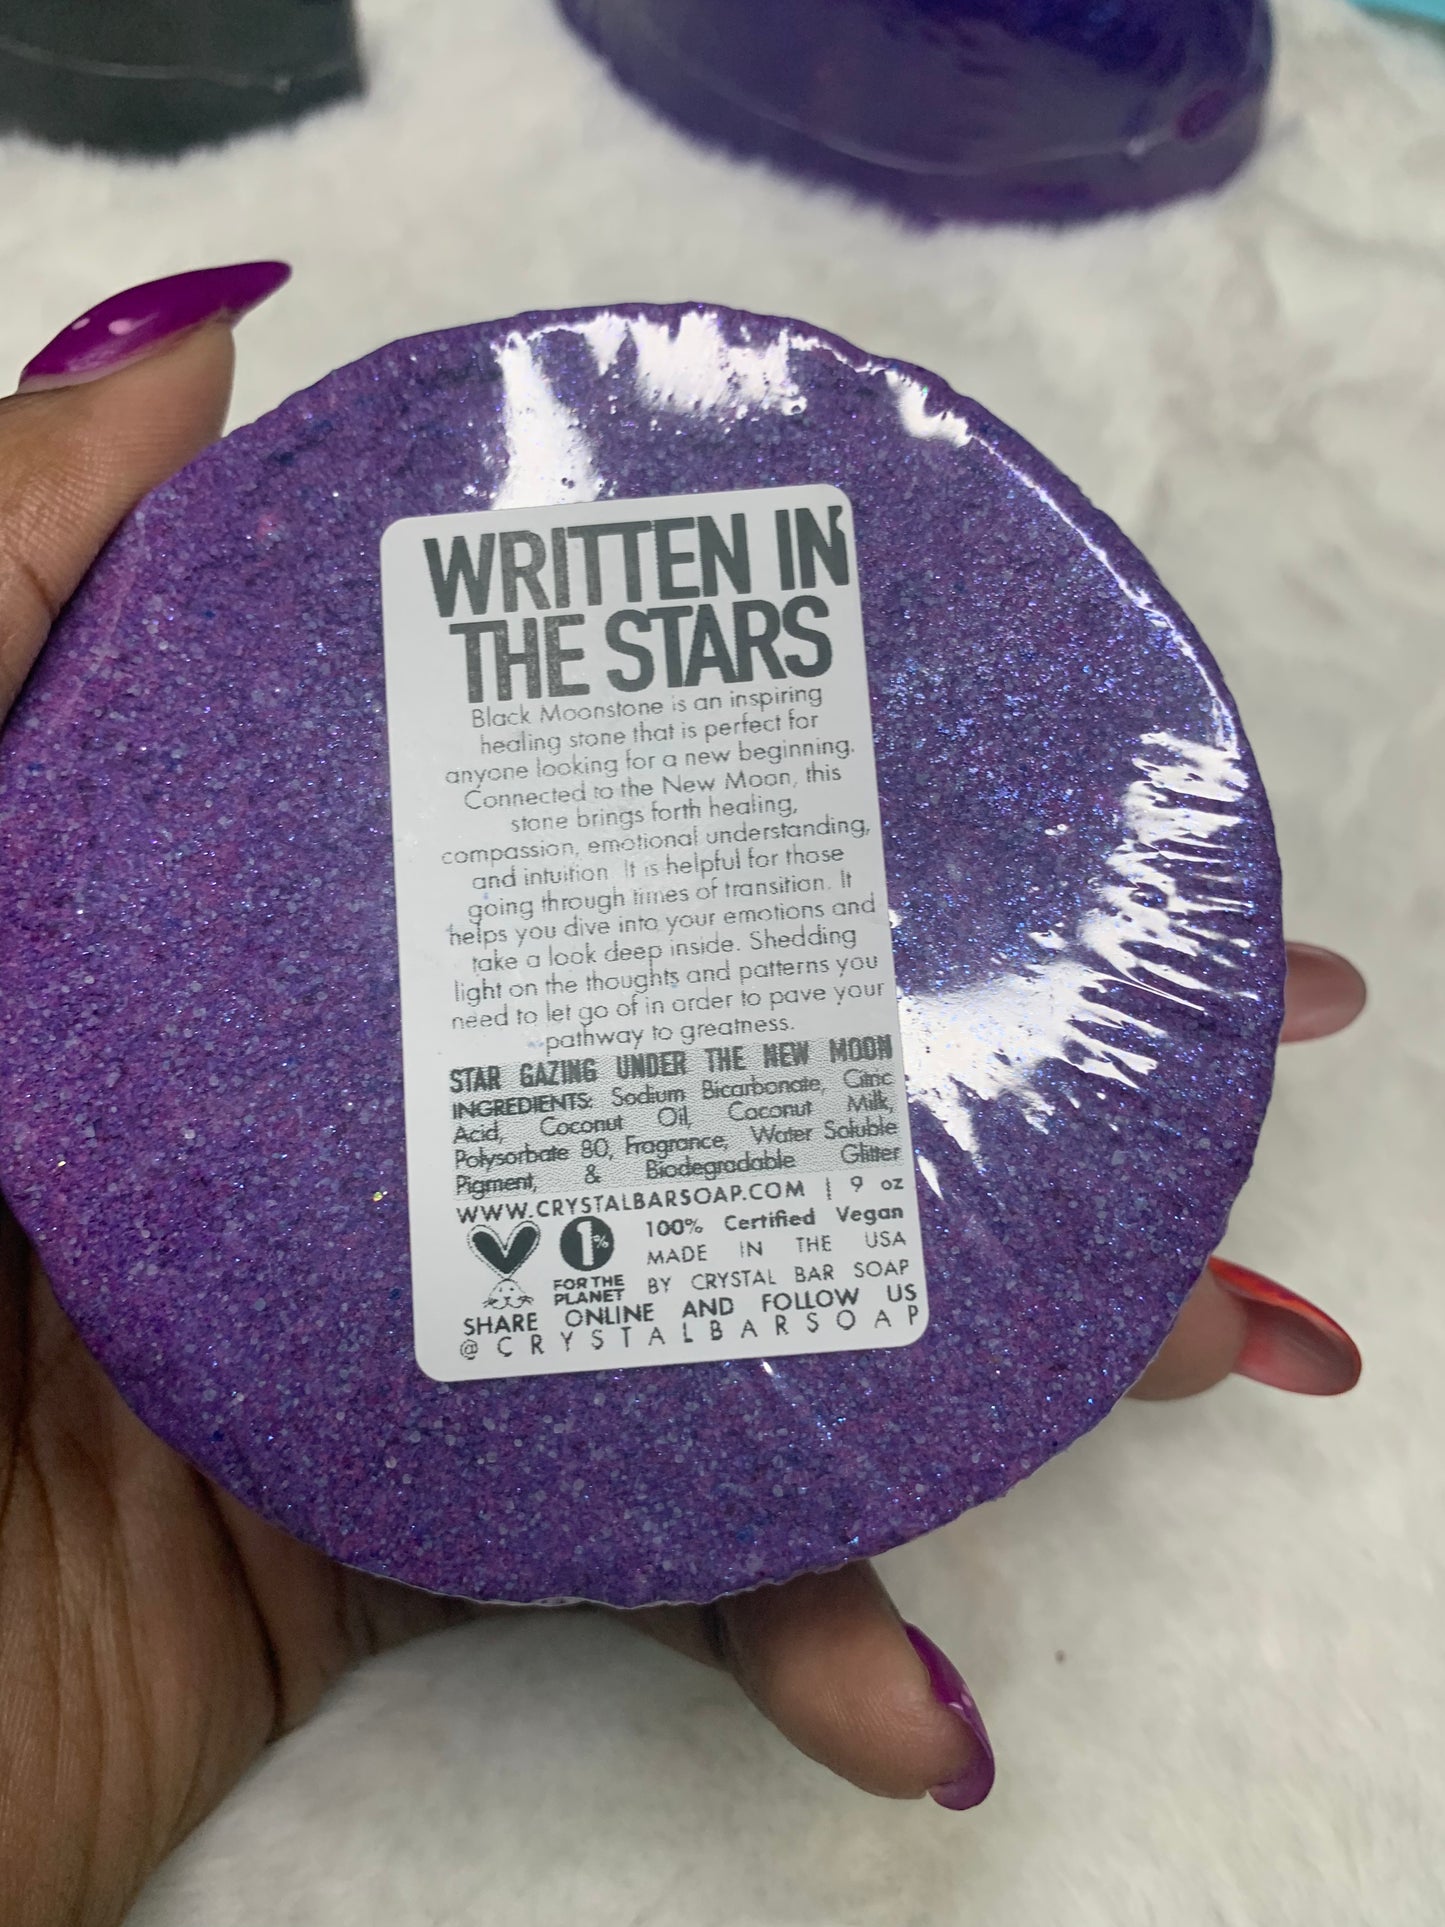 WRITTEN IN
THE STARS
Black Moonstone is an inspiring
healing stone that is perfect for
anyone looking for a new beginning.
Connected to the New Moon, this
stone brings forth healing,
compassion, emotional understanding,
and intuition. It is helpful for those
going through times of transition. It
helps you dive into your emotions and
take a look deep inside. Shedding
light on the thoughts and patterns you
need to let go of in order to pave your
pathway to greatness.
STAR GAZING UNDER THE NEW MOON
INGREDIENTS: Sodium Bicarbonate, Citric
Acid, Coconut Oil, Coconut Milk,
Polysorbate 80, Fragrance, Water Soluble
Pigment, & Biodegradable Glitter
WWW.CRYSTALBARSOAP.COM | 9 oz
100% Certified Vegan
MADE IN THE USA
BY CRYSTAL BAR SOAP
1%
FOR THE
PLANET
SHARE ONLINE AND FOLLOW US
@CRYSTALBARSOAP